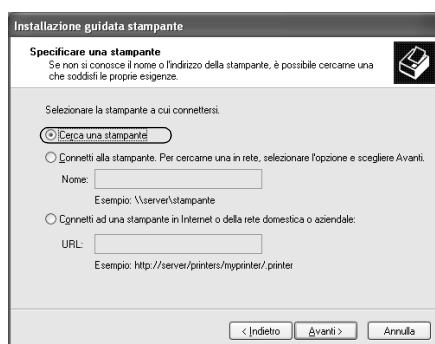 Installazione guidata stampante
Specificare una stampante
Se non si conosce il nome o l'indirizzo della stampante, è possibile cercarne una
che soddisfi le proprie esigenze.
Selezionare la stampante a cui connettersi.
Cerca una stampante
Connetti alla stampante. Per cercarne una in rete, selezionare l'opzione e scegliere Avanti.
Nome:
Esempio: \\server\stampante
Connetti ad una stampante in Internet o della rete domestica o aziendale:
URL:
Esempio: http://server/printers/myprinter/.printer
< Indietro
Avanti >
Annulla